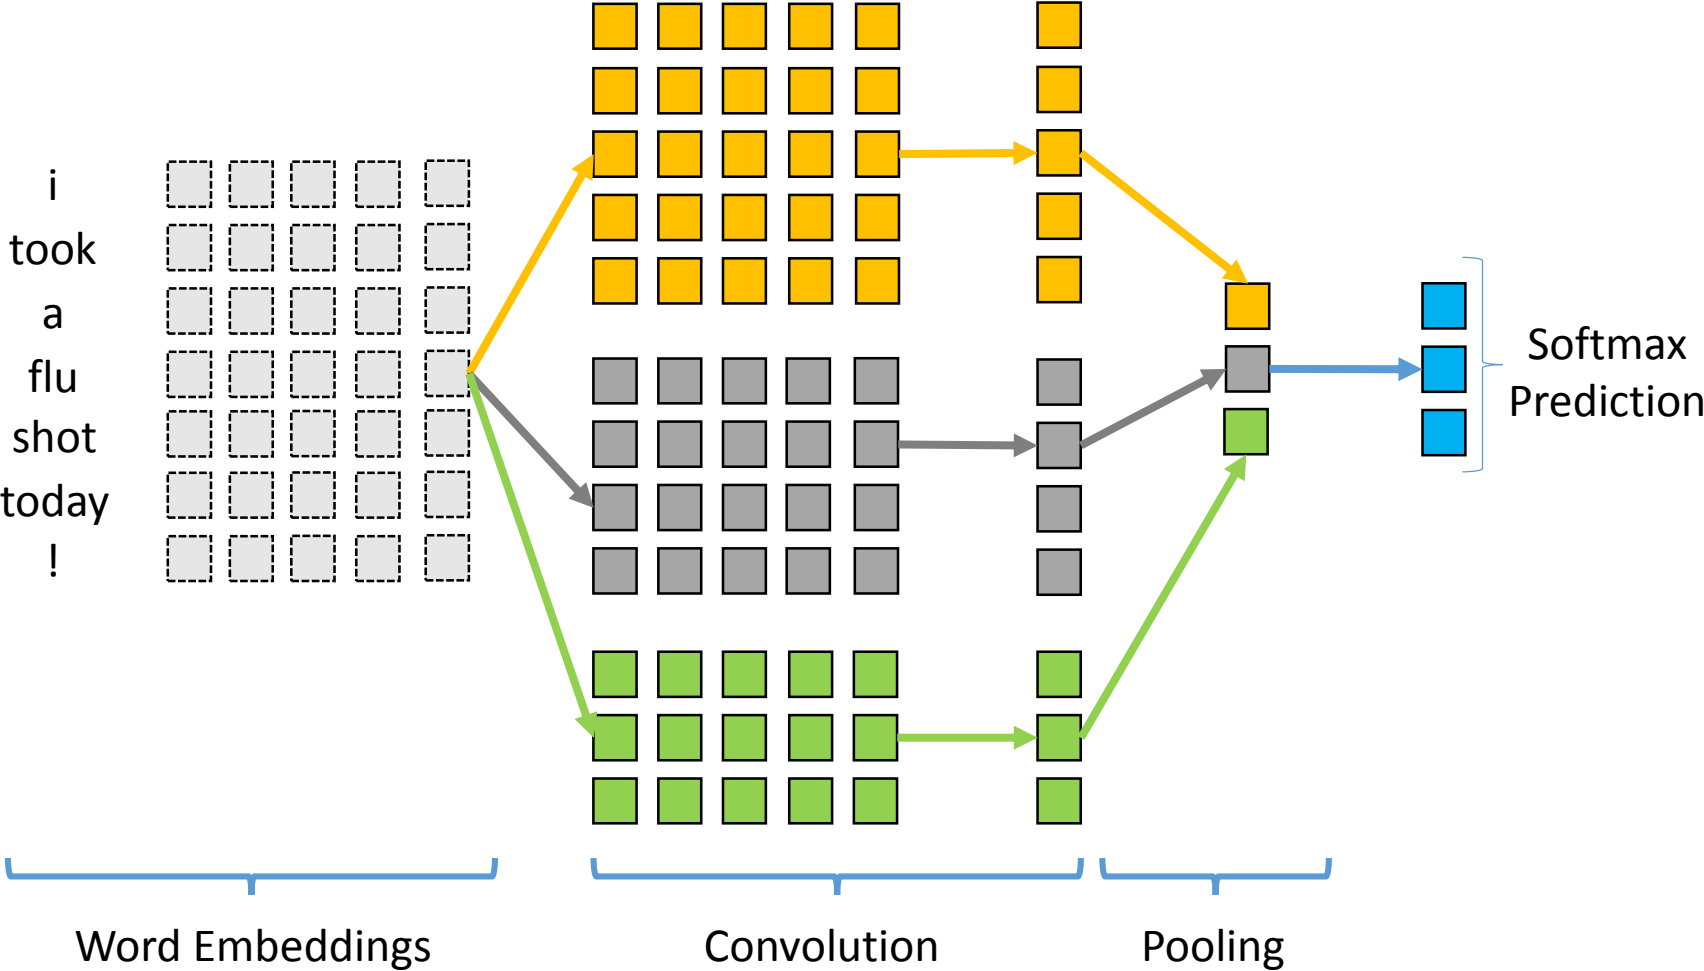 i
took
a
flu
shot
today
!
Softmax
Prediction
Word Embeddings
Convolution
Pooling